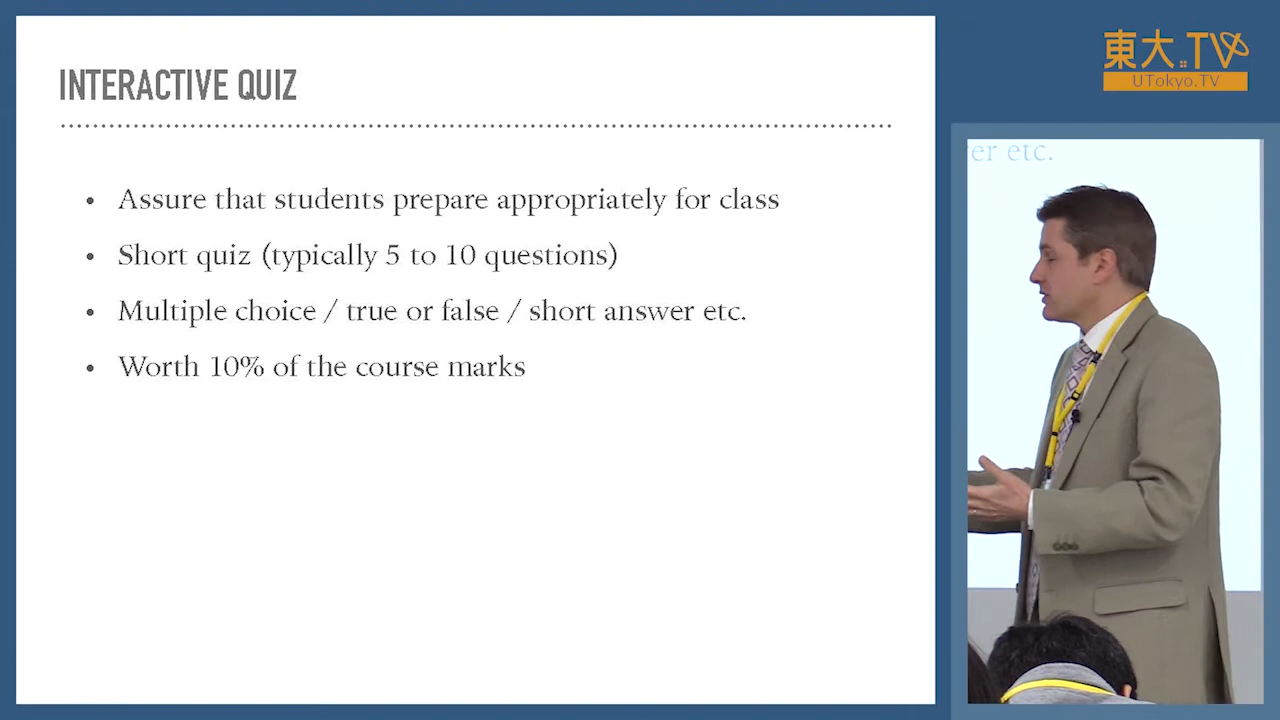 INTERACTIVE QUIZ
• Assure that students prepare appropriately for class
• Short quiz (typically 5 to 10 questions)
• Multiple choice / true or false / short answer etc.
• Worth 10% of the course marks
東大.TV
UTokyo.TV
er etc.